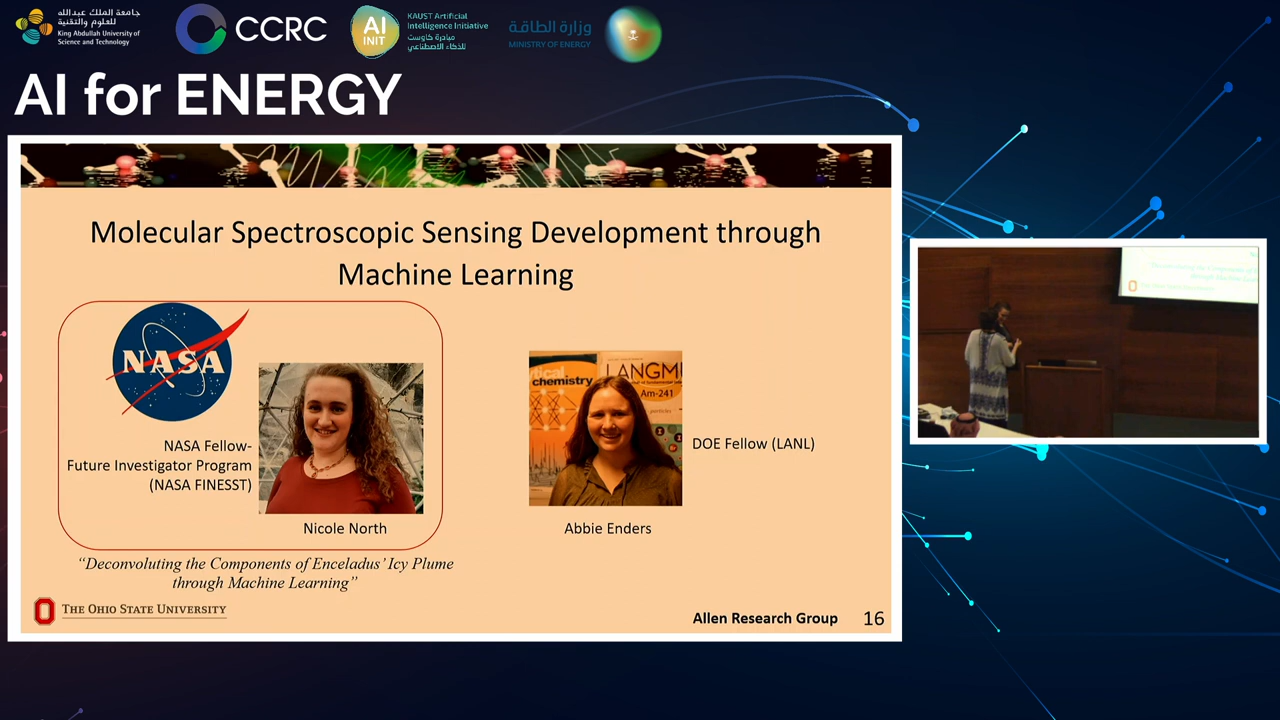 جامعة الملك عبدالله
للعلوم والتقنية
King Abdullah University of
Science and Technology
CCRC
AI
INIT
KAUST Artificial
Intelligence Initiative
مبادرة كاوست
للذكاء الاصطناعي
وزارة الطاقة
MINISTRY OF ENERGY
AI for ENERGY
Molecular Spectroscopic Sensing Development through
Machine Learning
NASA
NASA Fellow-
Future Investigator Program
(NASA FINESST)
Nicole North
chemistry
LANGM
Am-241
particles
DOE Fellow (LANL)
Abbie Enders
“Deconvoluting the Components of Enceladus’ Icy Plume
through Machine Learning”
THE OHIO STATE UNIVERSITY
Allen Research Group
16